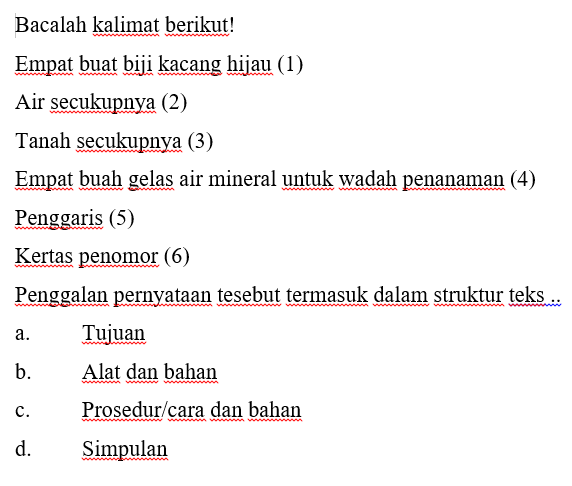 Bacalah kalimat berikut!
Empat buat biji kacang hijau (1)
Air secukupnya (2)
Tanah secukupnya (3)
Empat buah gelas air mineral untuk wadah penanaman (4)
Penggaris (5)
Kertas penomor (6)
Penggalan pernyataan tesebut termasuk dalam struktur teks ..
a. Tujuan
b. Alat dan bahan
c. Prosedur/cara dan bahan
d. Simpulan